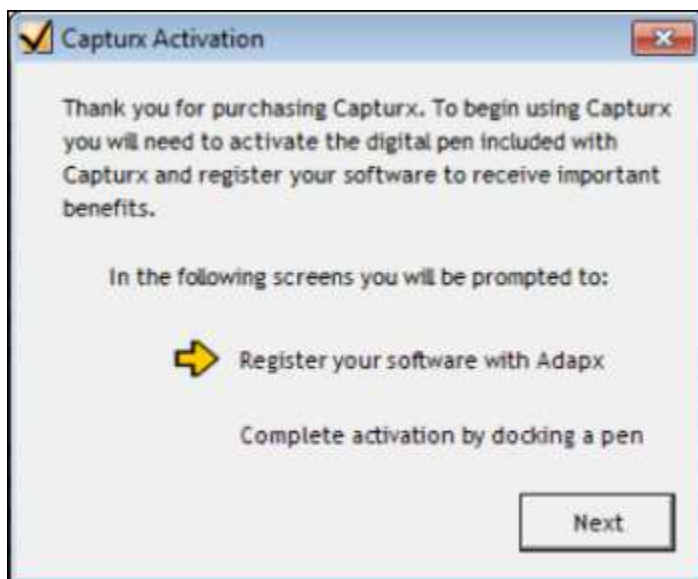 Capturx Activation
Thank you for purchasing Capturx. To begin using Capturx
you will need to activate the digital pen included with
Capturx and register your software to receive important
benefits.
In the following screens you will be prompted to:
Register your software with Adapx
Complete activation by docking a pen
Next